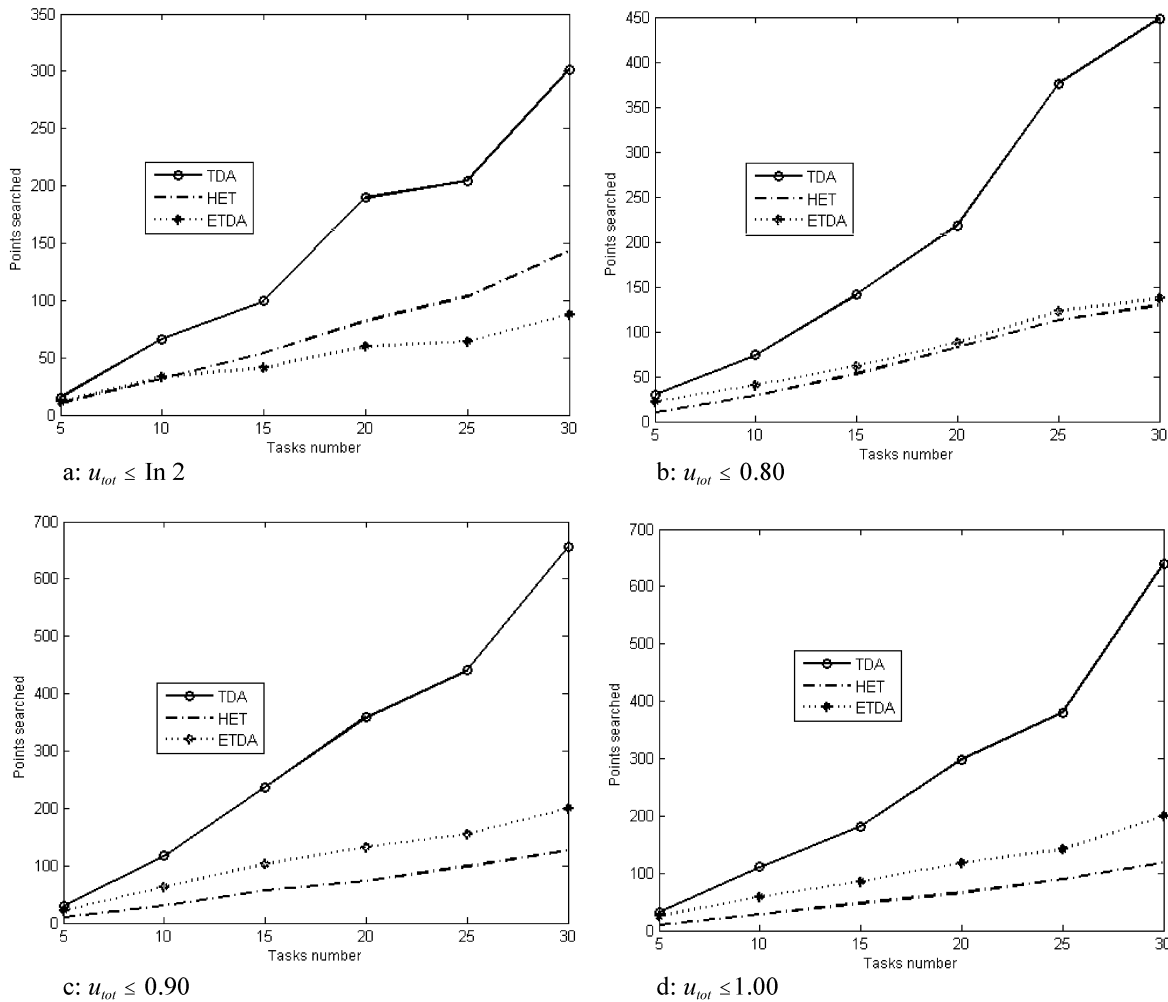 350
300
250
200
150
100
50
0
Points searched
TDA
HET
ETDA
5 10 15 20 25 30
Tasks number
a: u_tot ≤ In 2
450
400
350
300
250
200
150
100
50
0
Points searched
TDA
HET
ETDA
5 10 15 20 25 30
Tasks number
b: u_tot ≤ 0.80
700
600
500
400
300
200
100
0
Points searched
TDA
HET
ETDA
5 10 15 20 25 30
Tasks number
c: u_tot ≤ 0.90
700
600
500
400
300
200
100
0
Points searched
TDA
HET
ETDA
5 10 15 20 25 30
Tasks number
d: u_tot ≤1.00